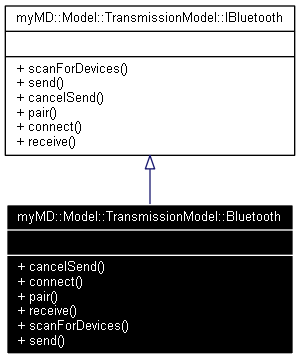 myMD::Model::TransmissionModel::IBluetooth
+ scanForDevices()
+ send()
+ cancelSend()
+ pair()
+ connect()
+ receive()
myMD::Model::TransmissionModel::Bluetooth
+ cancelSend()
+ connect()
+ pair()
+ receive()
+ scanForDevices()
+ send()